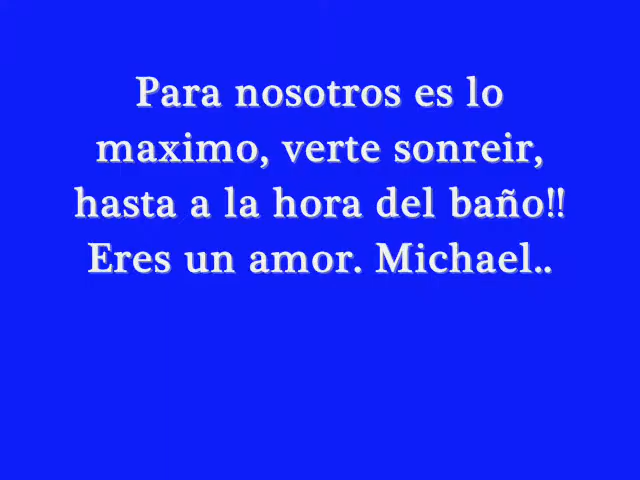 Para nosotros es lo
maximo, verte sonreir,
hasta a la hora del baño!!
Eres un amor. Michael..